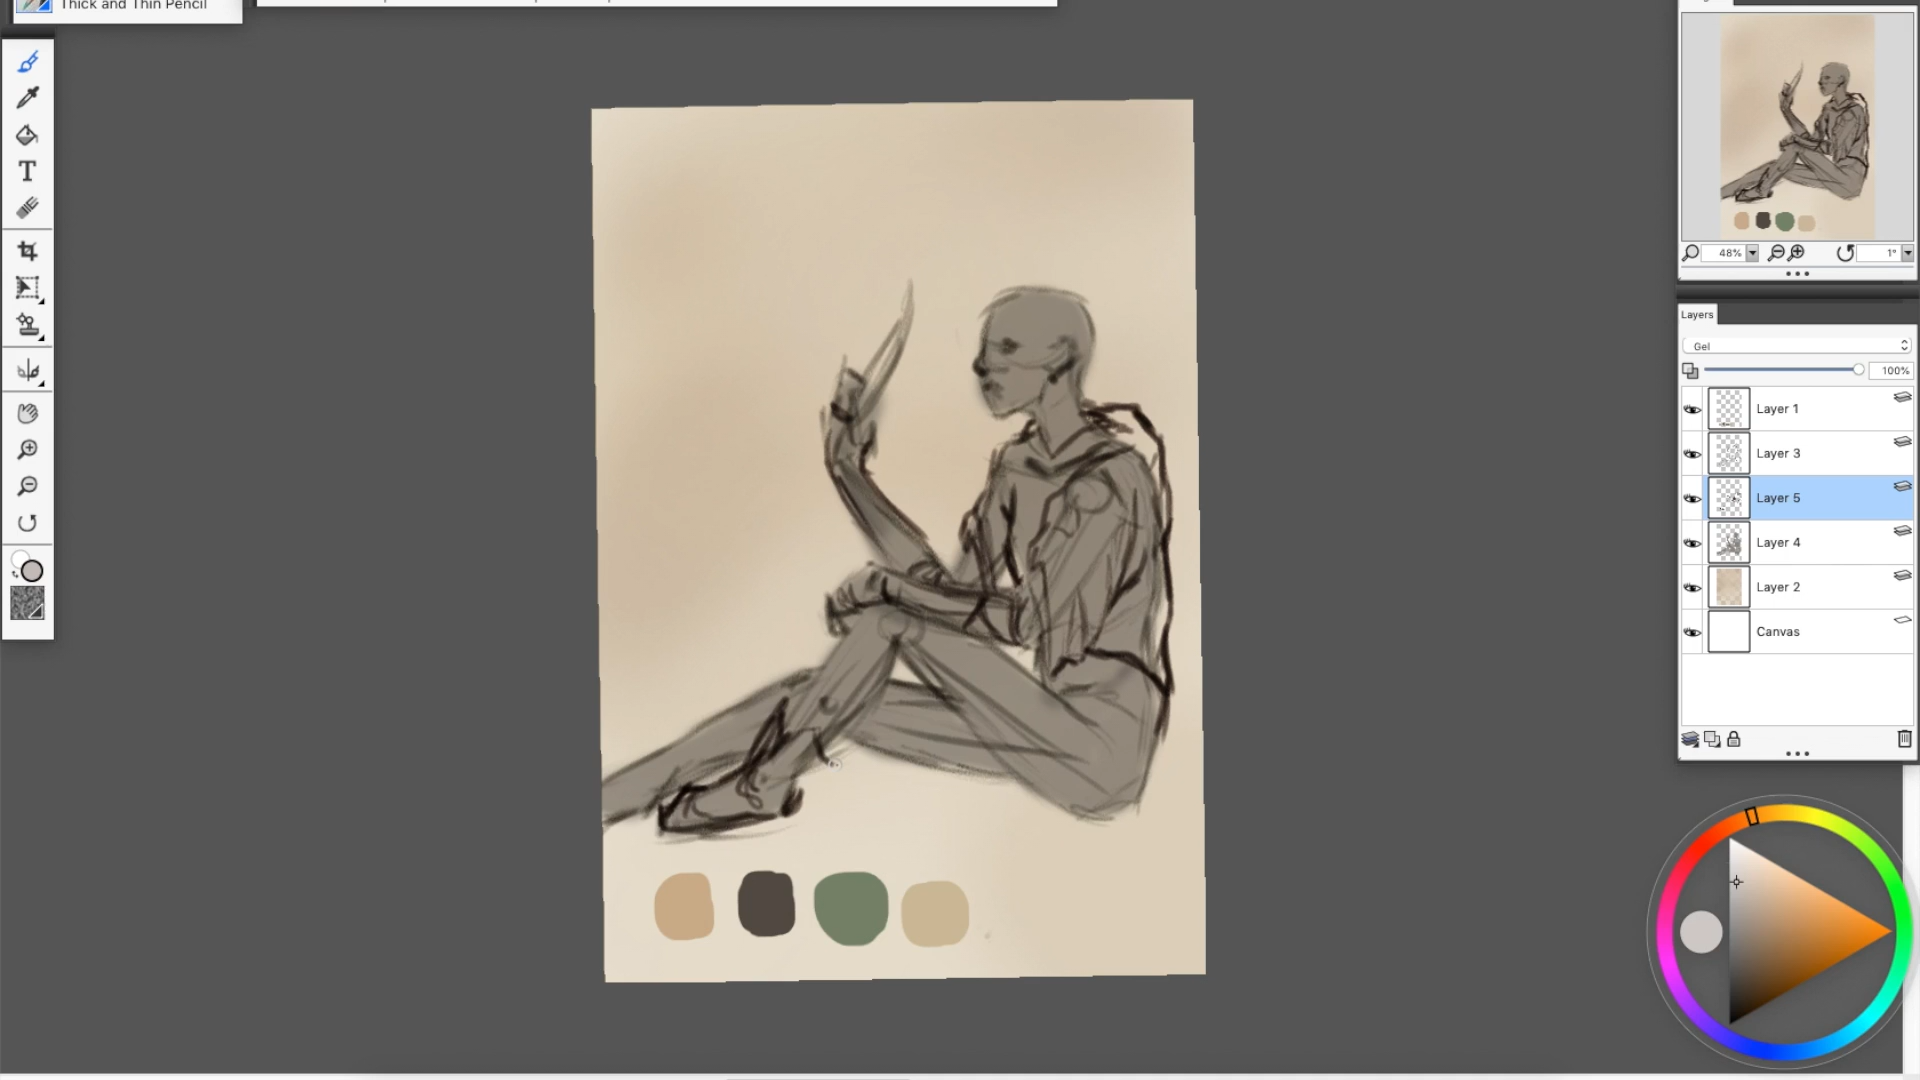 Thick and Thin Pencil
T
48%
1°
Layers
Gel
100%
Layer 1
Layer 3
Layer 5
Layer 4
Layer 2
Canvas